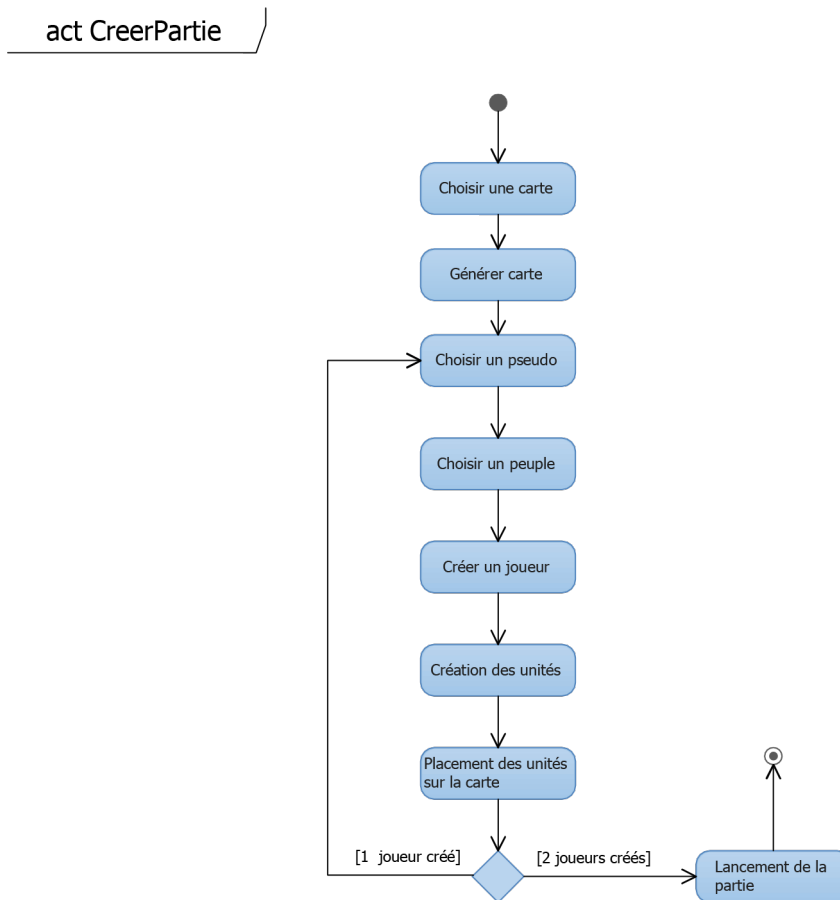 act CreerPartie
Choisir une carte
Générer carte
Choisir un pseudo
Choisir un peuple
Créer un joueur
Création des unités
Placement des unités
sur la carte
[1 joueur créé]
[2 joueurs créés]
Lancement de la
partie